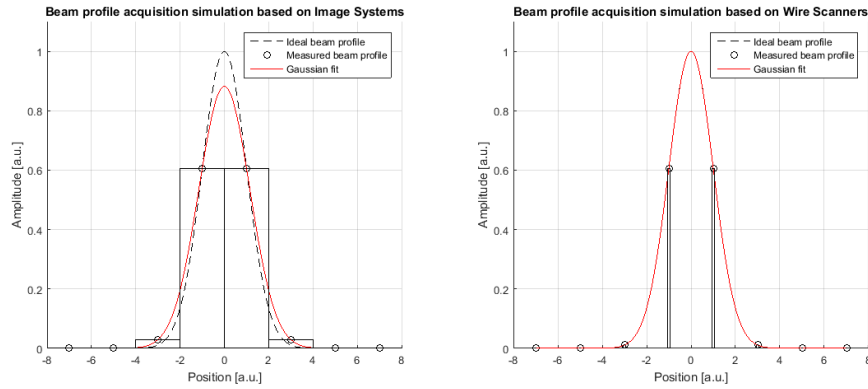 Beam profile acquisition simulation based on Image Systems
Ideal beam profile
Measured beam profile
Gaussian fit
Amplitude [a.u.]
1
0.8
0.6
0.4
0.2
0
-8 -6 -4 -2 0 2 4 6 8
Position [a.u.]
Beam profile acquisition simulation based on Wire Scanners
Ideal beam profile
Measured beam profile
Gaussian fit
Amplitude [a.u.]
1
0.8
0.6
0.4
0.2
0
-8 -6 -4 -2 0 2 4 6 8
Position [a.u.]